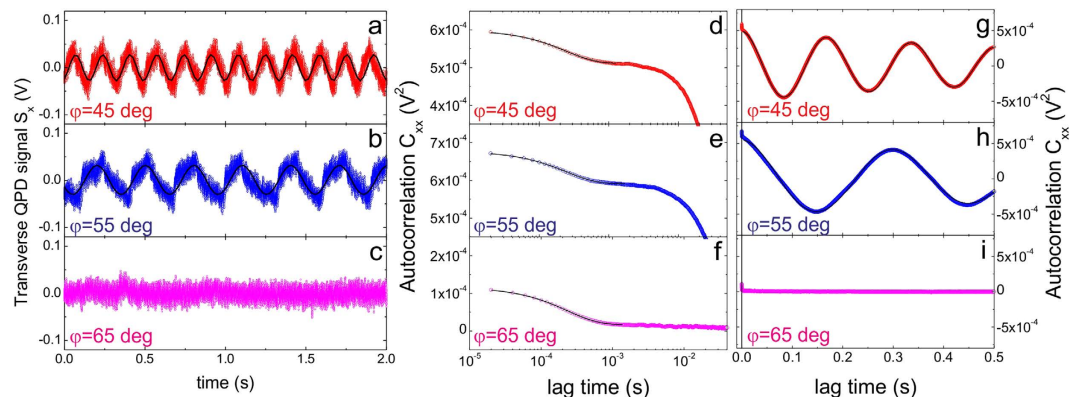 Transverse QPD signal Sx (V)
0.1
0.0
-0.1
a
φ=45 deg
0.1
0.0
-0.1
b
φ=55 deg
0.0
-0.1
c
φ=65 deg
0.0 0.5 1.0 1.5 2.0
time (s)
Autocorrelation Cxx (V²)
6x10⁻⁴
5x10⁻⁴
4x10⁻⁴
d
φ=45 deg
7x10⁻⁴
6x10⁻⁴
5x10⁻⁴
e
φ=55 deg
2x10⁻⁴
1x10⁻⁴
0
f
φ=65 deg
10⁻⁵ 10⁻⁴ 10⁻³ 10⁻²
lag time (s)
g
φ=45 deg
5x10⁻⁴
0
-5x10⁻⁴
h
φ=55 deg
5x10⁻⁴
0
-5x10⁻⁴
i
φ=65 deg
5x10⁻⁴
0
-5x10⁻⁴
0.0 0.1 0.2 0.3 0.4 0.5
lag time (s)
Autocorrelation Cxx (V²)